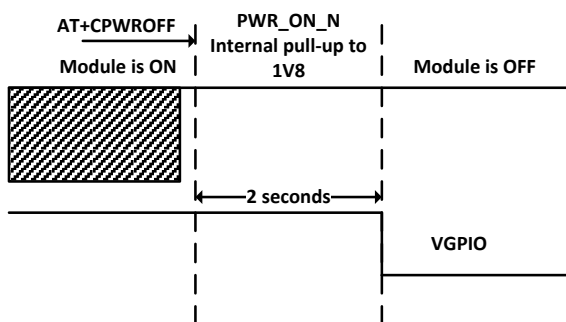 AT+CPWROFF
PWR_ON_N
Internal pull-up to
1V8
Module is ON
Module is OFF
2 seconds
VGPIO